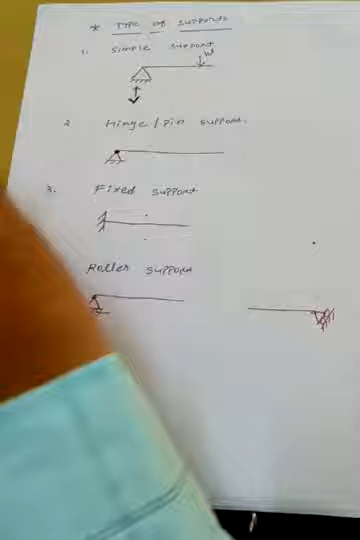 * Type of supports
1. Simple support
W
2. Hinge / Pin support.
3. Fixed support
Roller support